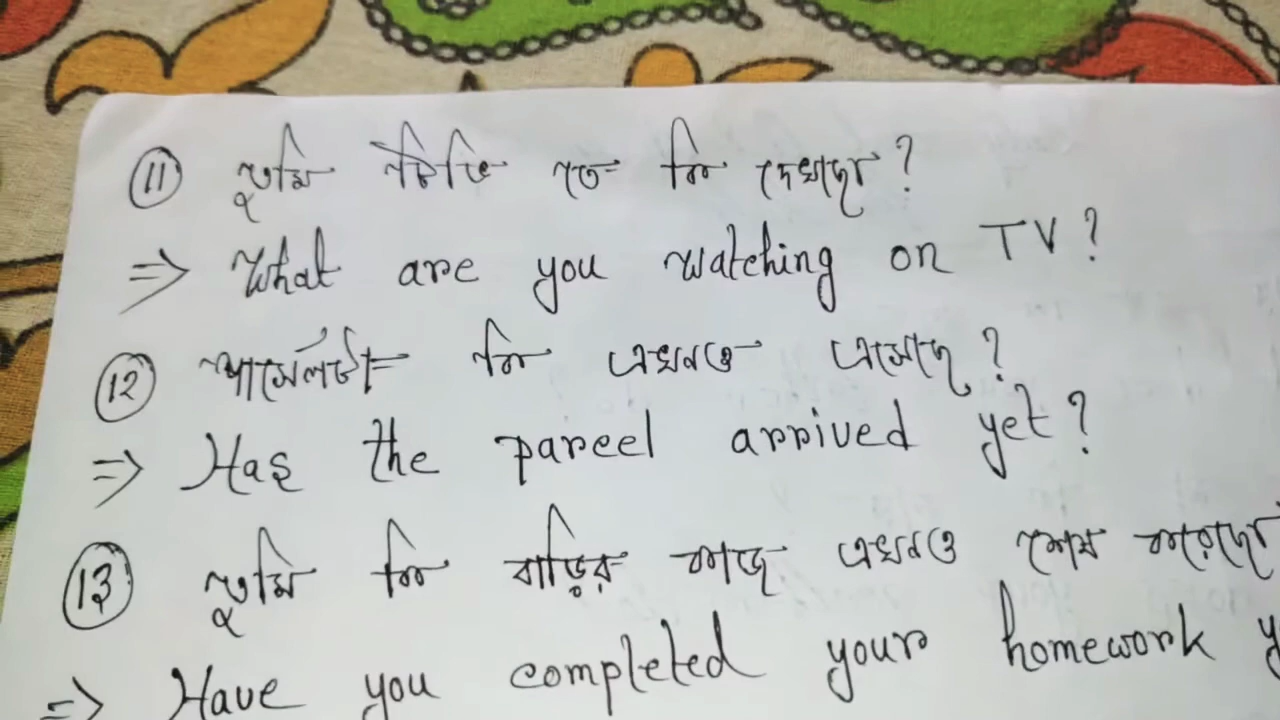 11 তুমি টিভি তে কি দেখছো?
⇒ What are you watching on TV?
12 পার্সেলটা কি এখনও এসেছে?
⇒ Has the parcel arrived yet?
13 তুমি কি বাড়ির কাজ এখনও শেষ করেছো
⇒ Have you completed your homework y